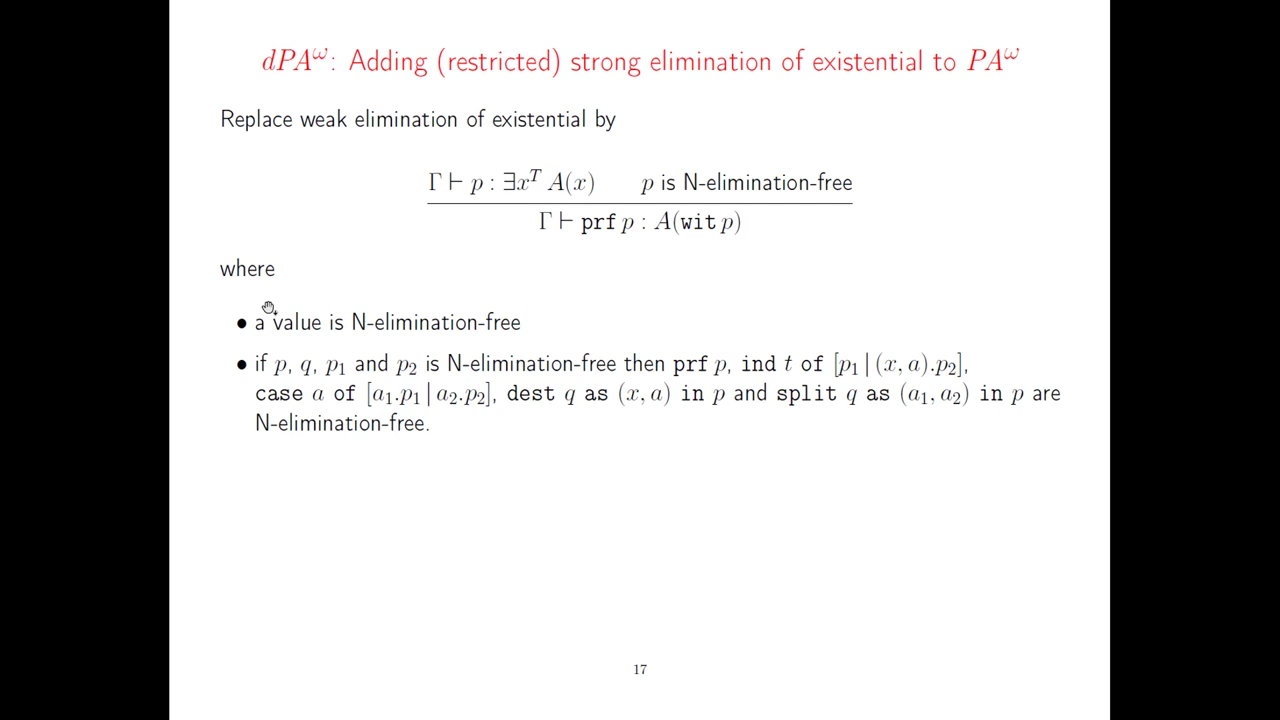 dPA^ω: Adding (restricted) strong elimination of existential to PA^ω
Replace weak elimination of existential by
Γ ⊢ p : ∃x^T A(x) p is N-elimination-free
Γ ⊢ prf p : A(wit p)
where
• a value is N-elimination-free
• if p, q, p₁ and p₂ is N-elimination-free then prf p, ind t of [p₁ | (x, a).p₂],
case a of [a₁.p₁ | a₂.p₂], dest q as (x, a) in p and split q as (a₁, a₂) in p are
N-elimination-free.
17